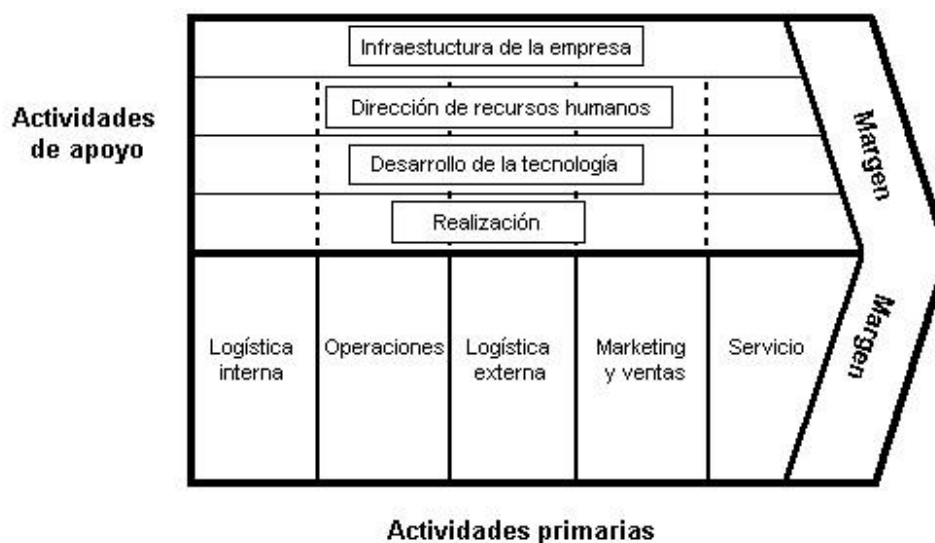 Infraestuctura de la empresa
Dirección de recursos humanos
Actividades
de apoyo
Desarrollo de la tecnología
Realización
Margen
Margen
Logística
interna
Operaciones
Logística
externa
Marketing
y ventas
Servicio
Actividades primarias